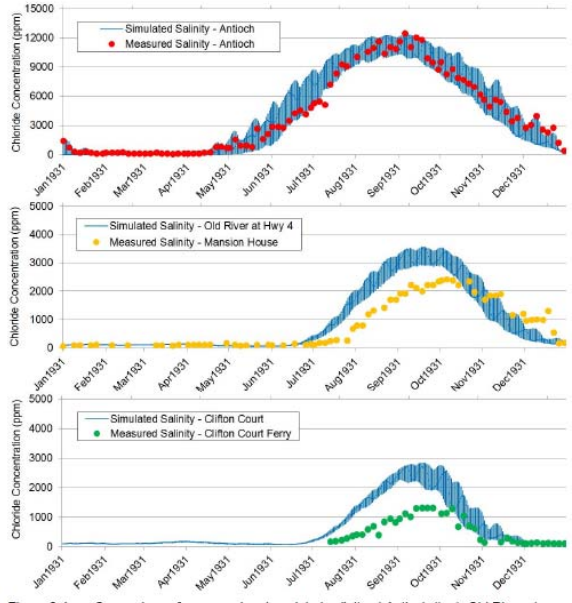 Chloride Concentration (ppm)
15000
12000
9000
6000
3000
0
Simulated Salinity - Antioch
Measured Salinity - Antioch
Jan1931
Feb1931
Mar1931
Apr1931
May1931
Jun1931
Jul1931
Aug1931
Sep1931
Oct1931
Nov1931
Dec1931
Chloride Concentration (ppm)
5000
4000
3000
2000
1000
0
Simulated Salinity - Old River at Hwy 4
Measured Salinity - Mansion House
Jan1931
Feb1931
Mar1931
Apr1931
May1931
Jun1931
Jul1931
Aug1931
Sep1931
Oct1931
Nov1931
Dec1931
Chloride Concentration (ppm)
5000
4000
3000
2000
1000
0
Simulated Salinity - Clifton Court
Measured Salinity - Clifton Court Ferry
Jan1931
Feb1931
Mar1931
Apr1931
May1931
Jun1931
Jul1931
Aug1931
Sep1931
Oct1931
Nov1931
Dec1931